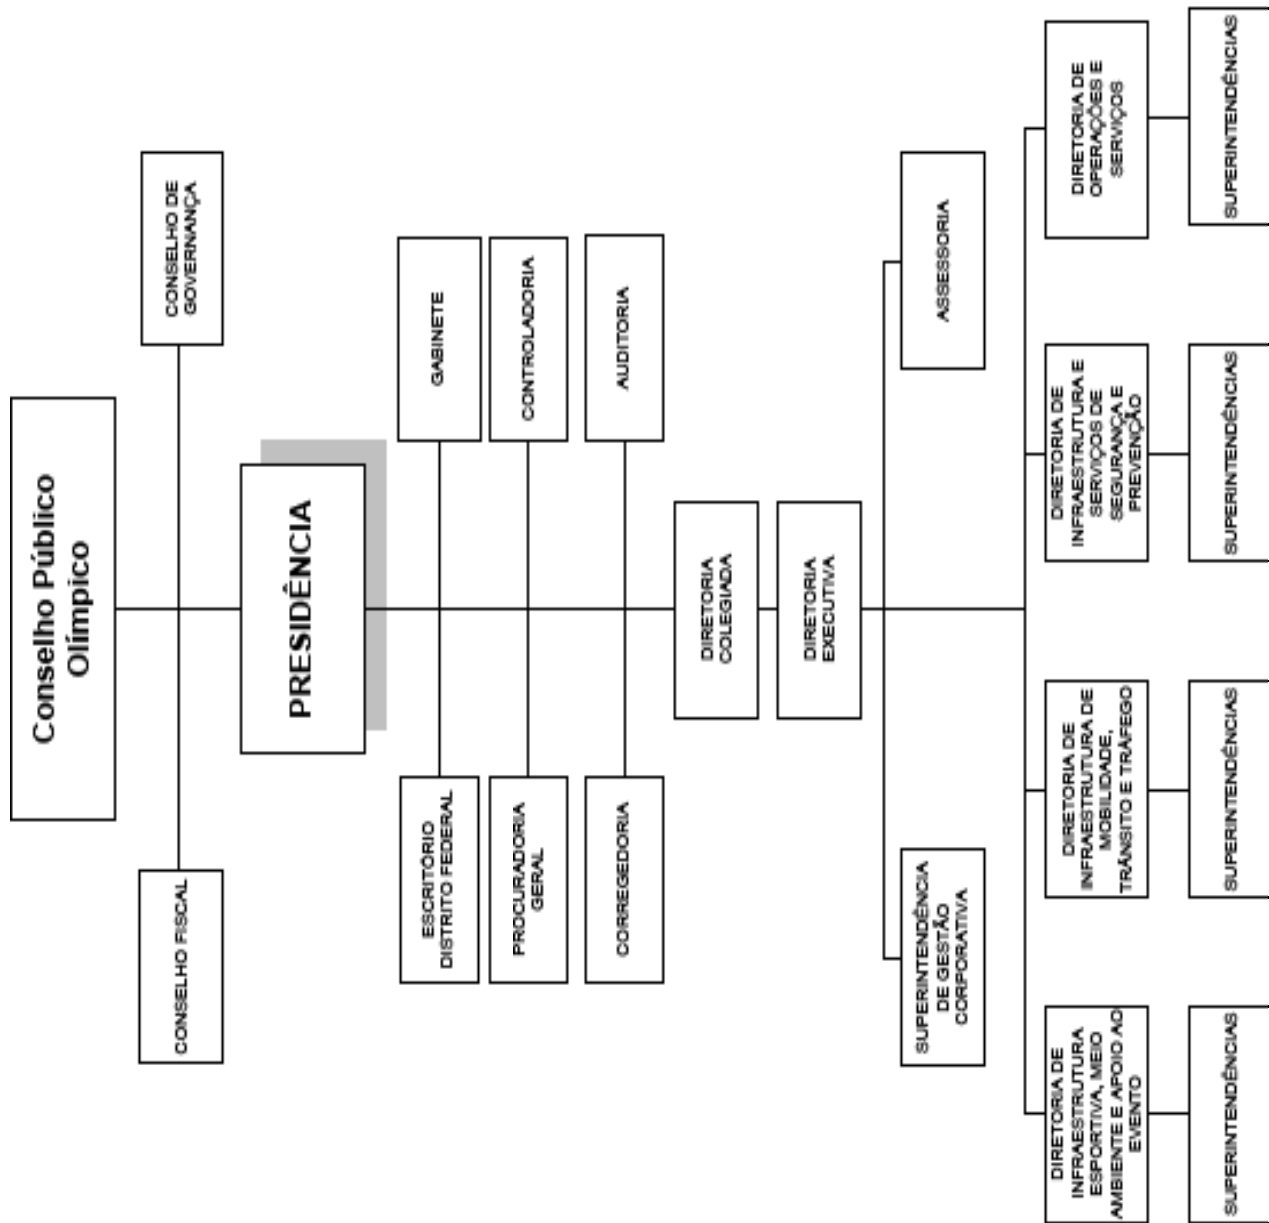 Conselho Público
Olímpico
CONSELHO FISCAL
CONSELHO DE
GOVERNANÇA
PRESIDÊNCIA
ESCRITÓRIO
DISTRITO FEDERAL
GABINETE
PROCURADORIA
GERAL
CONTROLADORIA
CORREGEDORIA
AUDITORIA
DIRETORIA
COLEGIADA
DIRETORIA
EXECUTIVA
SUPERINTENDÊNCIA
DE GESTÃO
CORPORATIVA
ASSESSORIA
DIRETORIA DE
INFRAESTRUTURA
ESPORTIVA, MEIO
AMBIENTE E APOIO AO
EVENTO
DIRETORIA DE
INFRAESTRUTURA DE
MOBILIDADE,
TRÂNSITO E TRÁFEGO
DIRETORIA DE
INFRAESTRUTURA E
SERVIÇOS DE
SEGURANÇA E
PREVENÇÃO
DIRETORIA DE
OPERAÇÕES E
SERVIÇOS
SUPERINTENDÊNCIAS
SUPERINTENDÊNCIAS
SUPERINTENDÊNCIAS
SUPERINTENDÊNCIAS